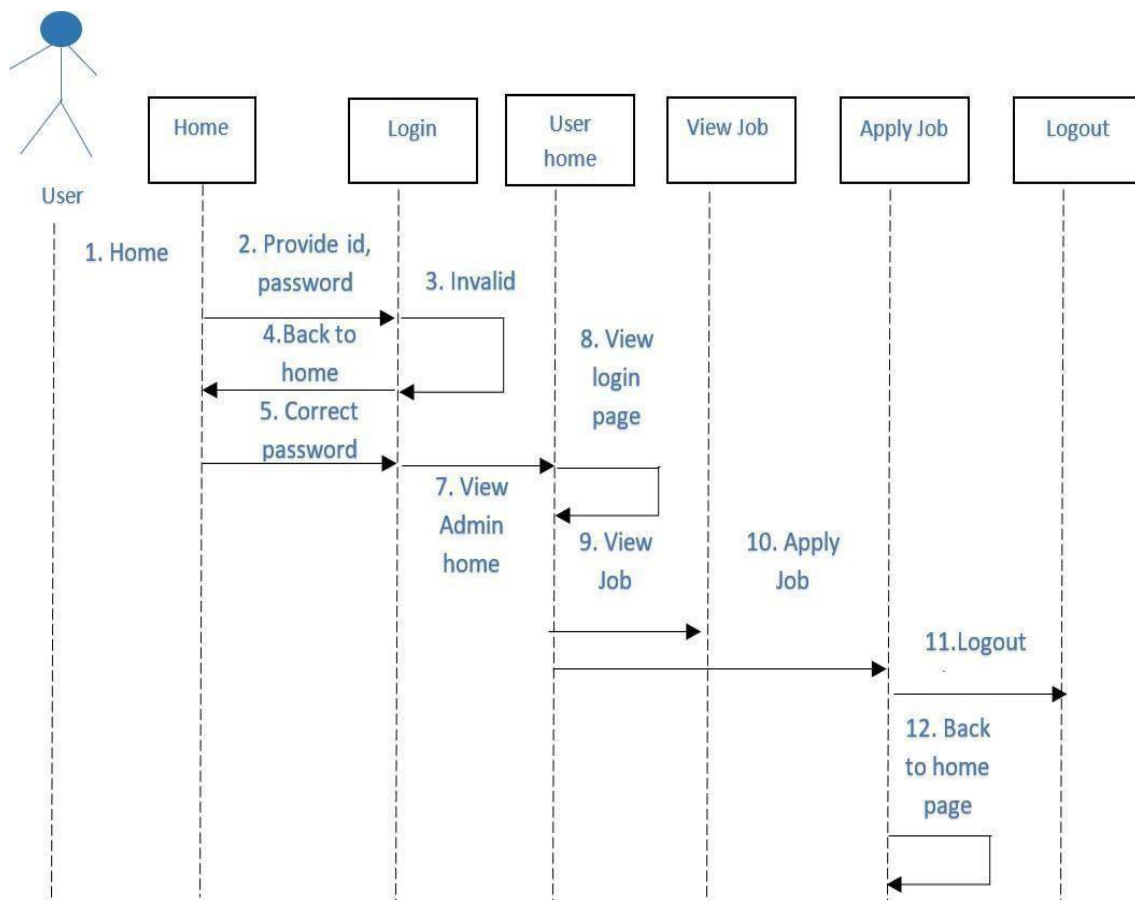 Home
Login
User
home
View Job
Apply Job
Logout
User
1. Home
2. Provide id,
password
3. Invalid
4.Back to
home
5. Correct
password
7. View
Admin
home
8. View
login
page
9. View
Job
10. Apply
Job
11.Logout
12. Back
to home
page